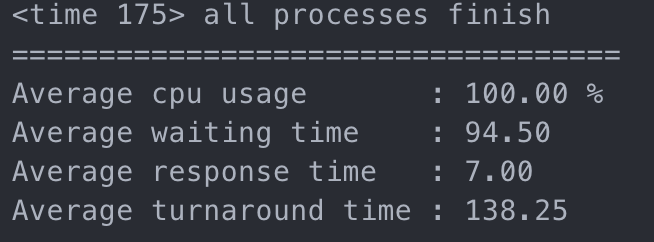 <time 175> all processes finish
===================================
Average cpu usage       : 100.00 %
Average waiting time    : 94.50
Average response time   : 7.00
Average turnaround time : 138.25